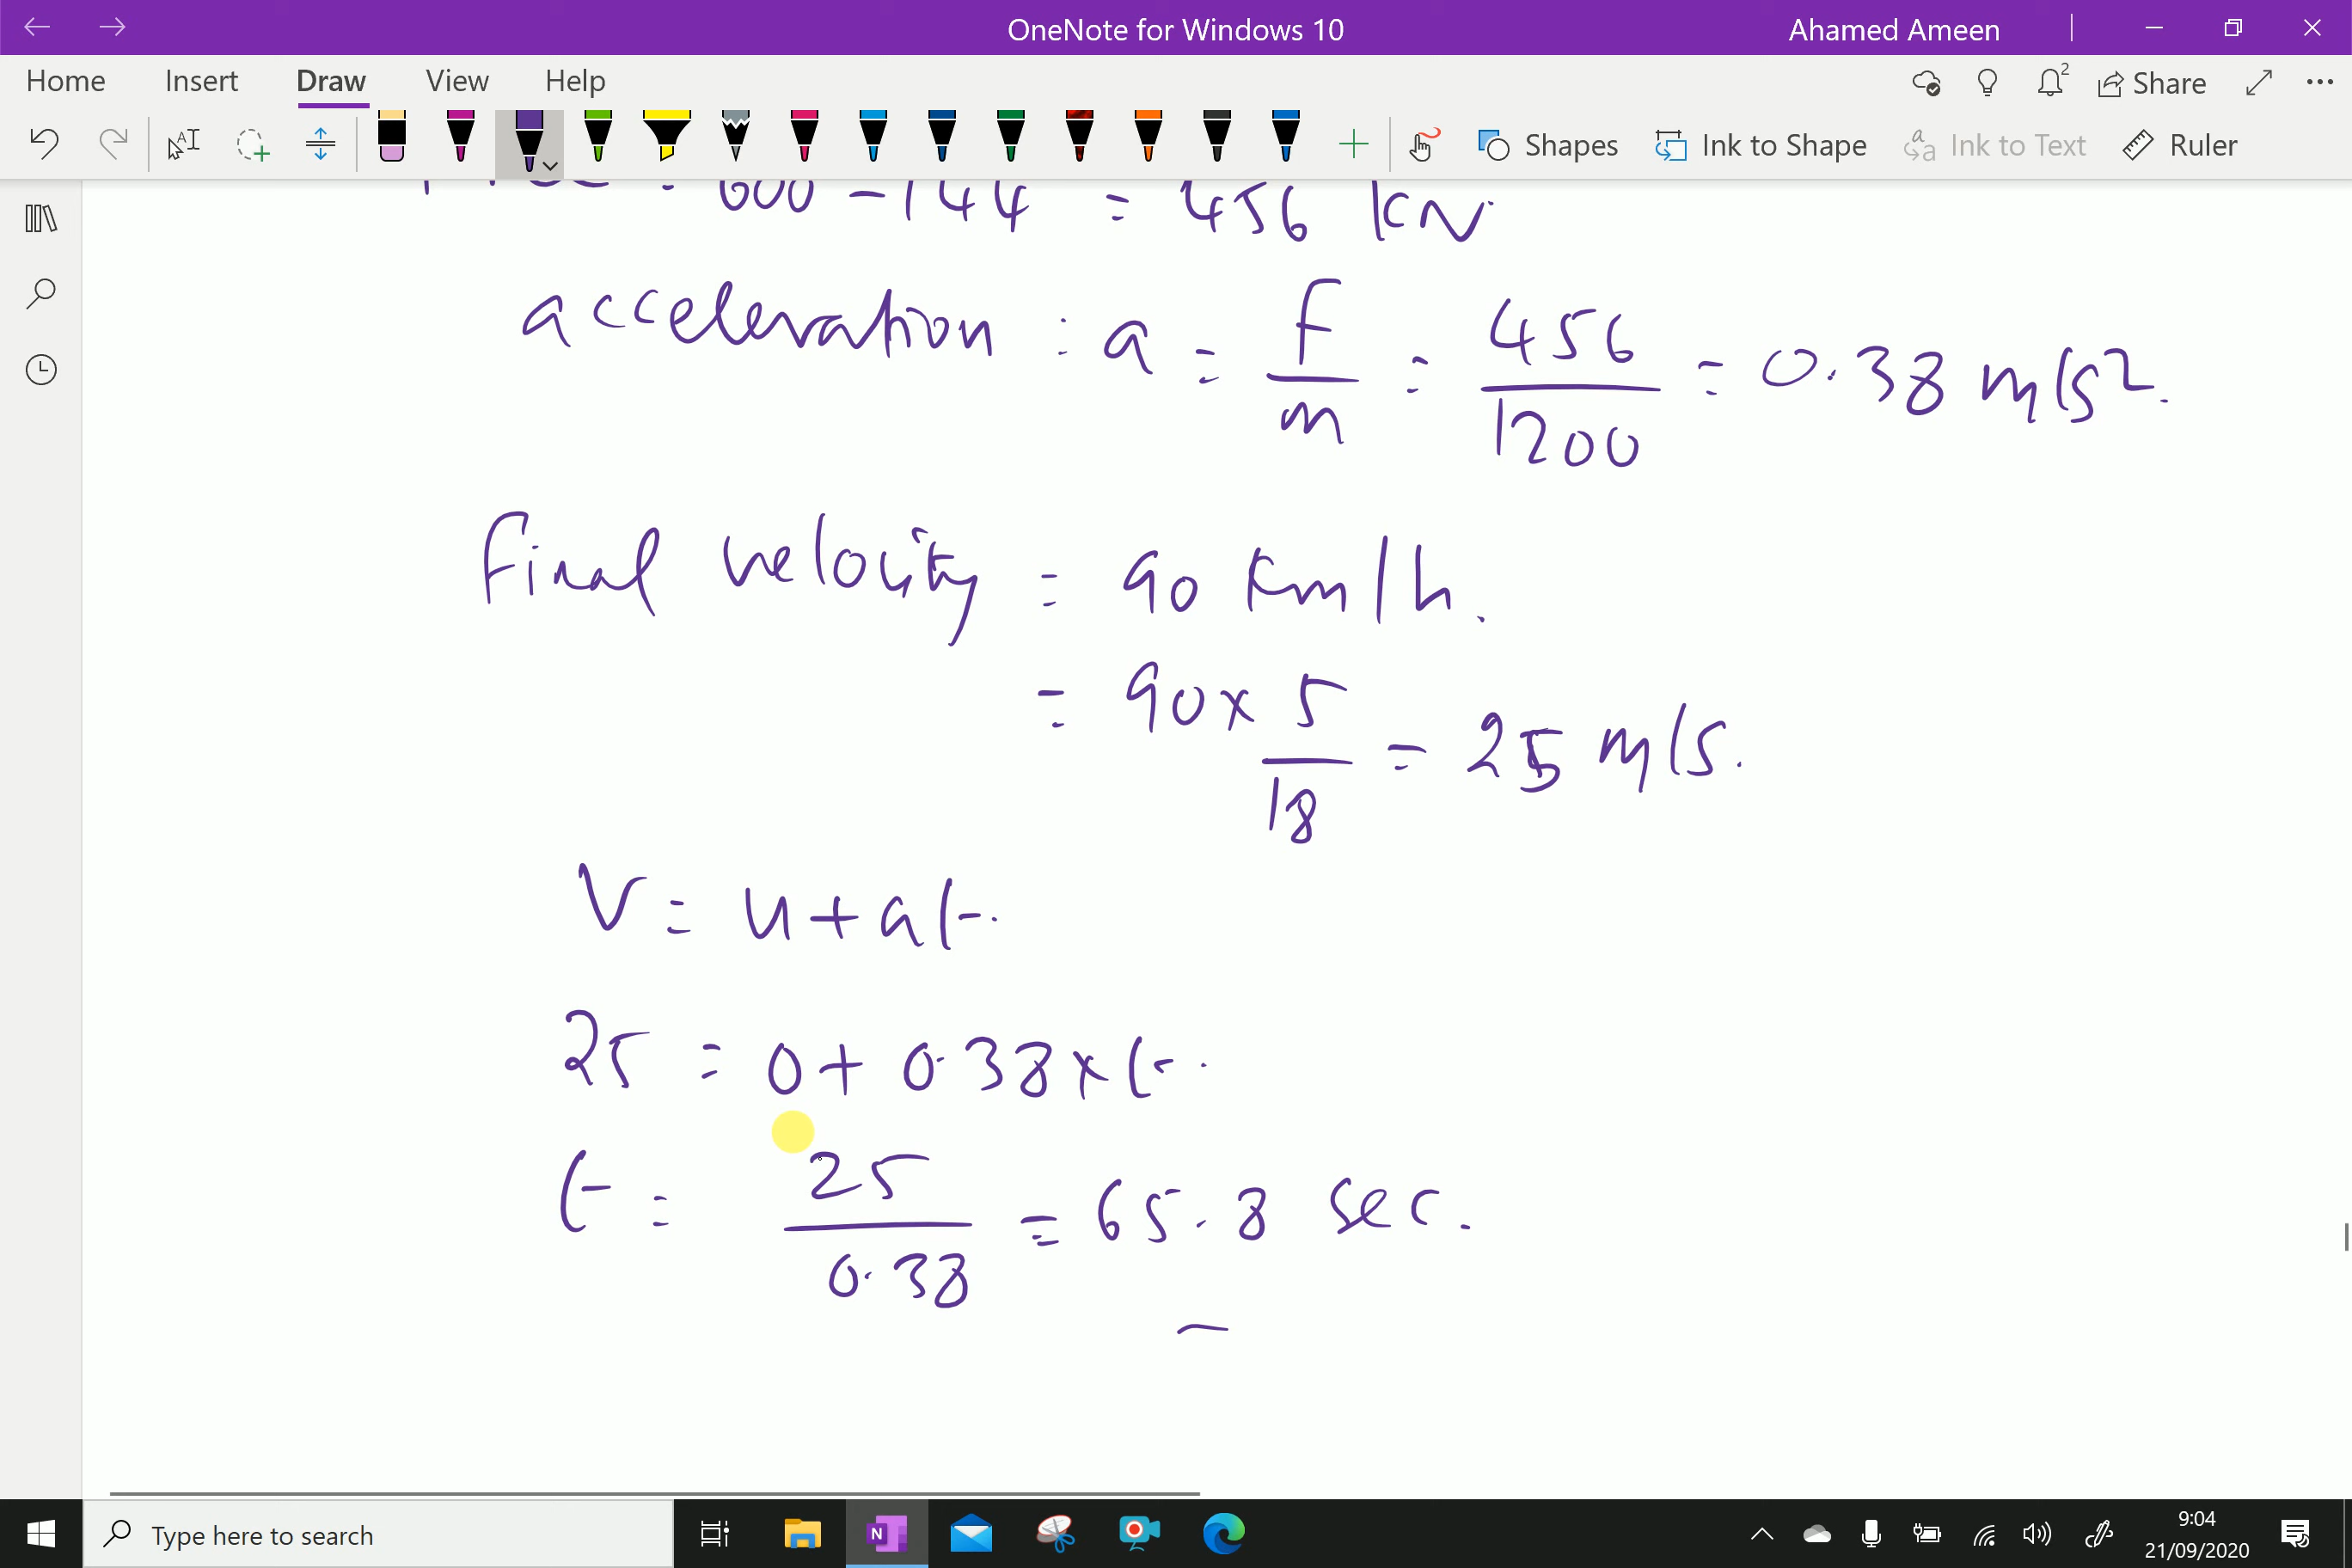 OneNote for Windows 10 Ahamed Ameen
Home Insert Draw View Help 2 Share
Shapes Ink to Shape Ink to Text Ruler
: 600 - 144 = 456 kN
acceleration : a = f/m = 456/1200 = 0.38 m/s².
final velocity = 90 km/h.
= 90 x 5/18 = 25 m/s.
V = u + at.
25 = 0 + 0.38 x t.
t = 25/0.38 = 65.8 sec.
Type here to search
9:04
21/09/2020